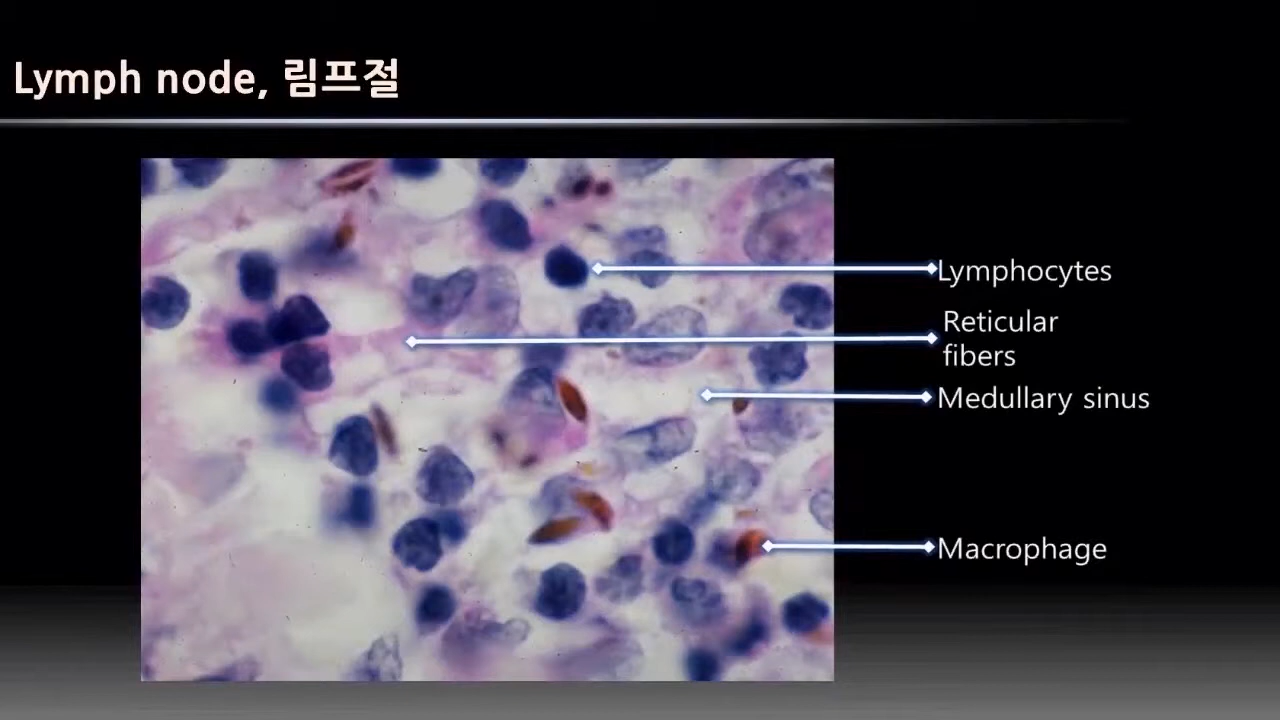 Lymph node, 림프절
Lymphocytes
Reticular
fibers
Medullary sinus
Macrophage